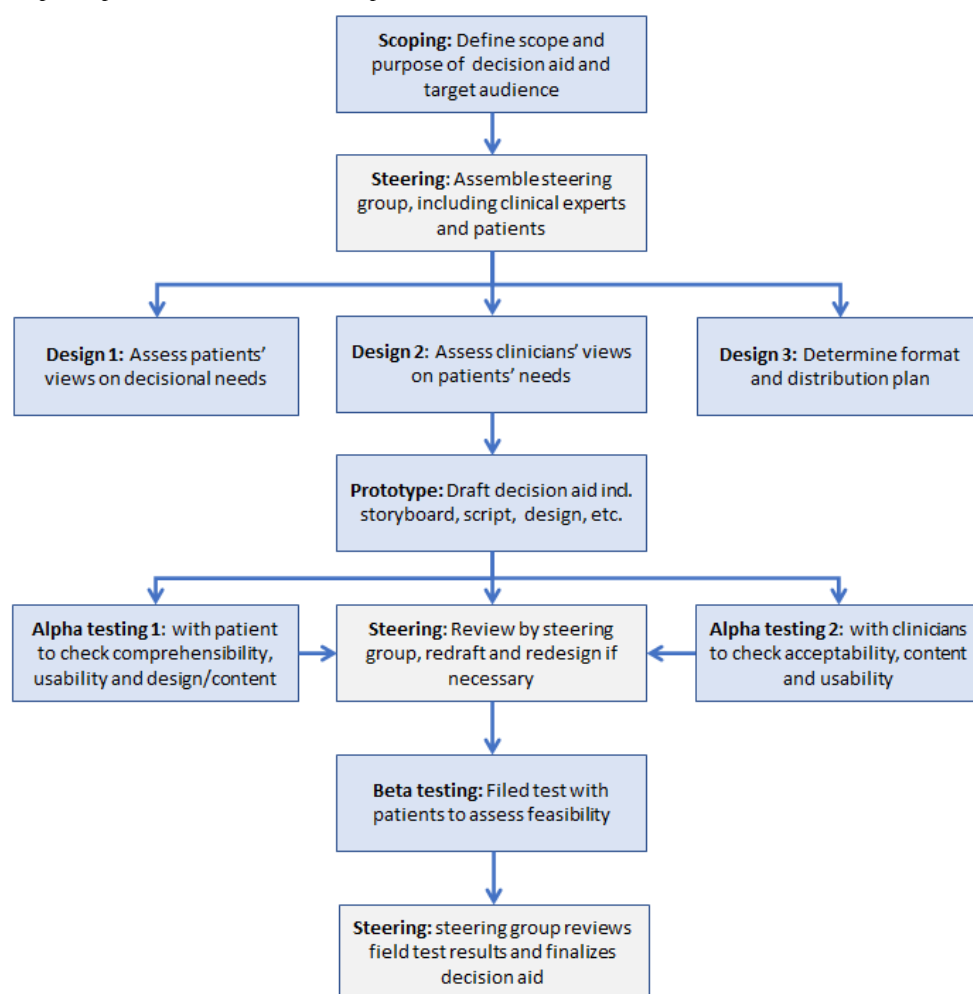 Scoping: Define scope and
purpose of decision aid and
target audience
Steering: Assemble steering
group, including clinical experts
and patients
Design 1: Assess patients'
views on decisional needs
Design 2: Assess clinicians' views
on patients' needs
Design 3: Determine format
and distribution plan
Prototype: Draft decision aid ind.
storyboard, script, design, etc.
Alpha testing 1: with patient
to check comprehensibility,
usability and design/content
Steering: Review by steering
group, redraft and redesign if
necessary
Alpha testing 2: with clinicians
to check acceptability, content
and usability
Beta testing: Filed test with
patients to assess feasibility
Steering: steering group reviews
field test results and finalizes
decision aid